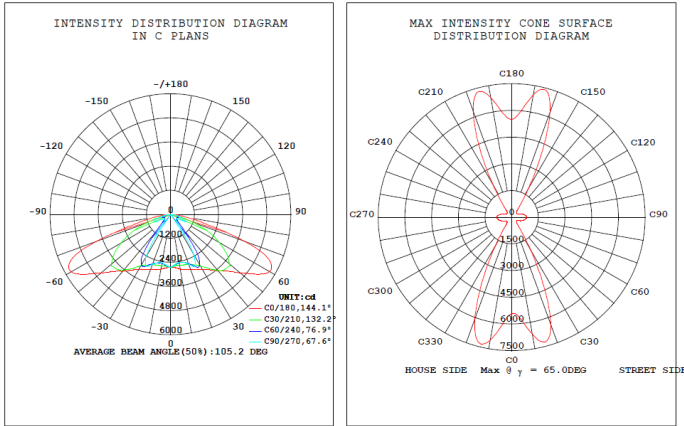 INTENSITY DISTRIBUTION DIAGRAM
IN C PLANS
-/+180
-150
150
-120
120
-90
90
-60
60
-30
30
0
0
1200
2400
3600
4800
6000
UNIT:cd
C0/180,144.1°
C30/210,132.2°
C60/240,76.9°
C90/270,67.6°
AVERAGE BEAM ANGLE(50%):105.2 DEG
MAX INTENSITY CONE SURFACE
DISTRIBUTION DIAGRAM
C180
C210
C150
C240
C120
C270
C90
C300
C60
C330
C30
C0
0
1500
3000
4500
6000
7500
HOUSE SIDE Max @ γ = 65.0DEG STREET SIDE